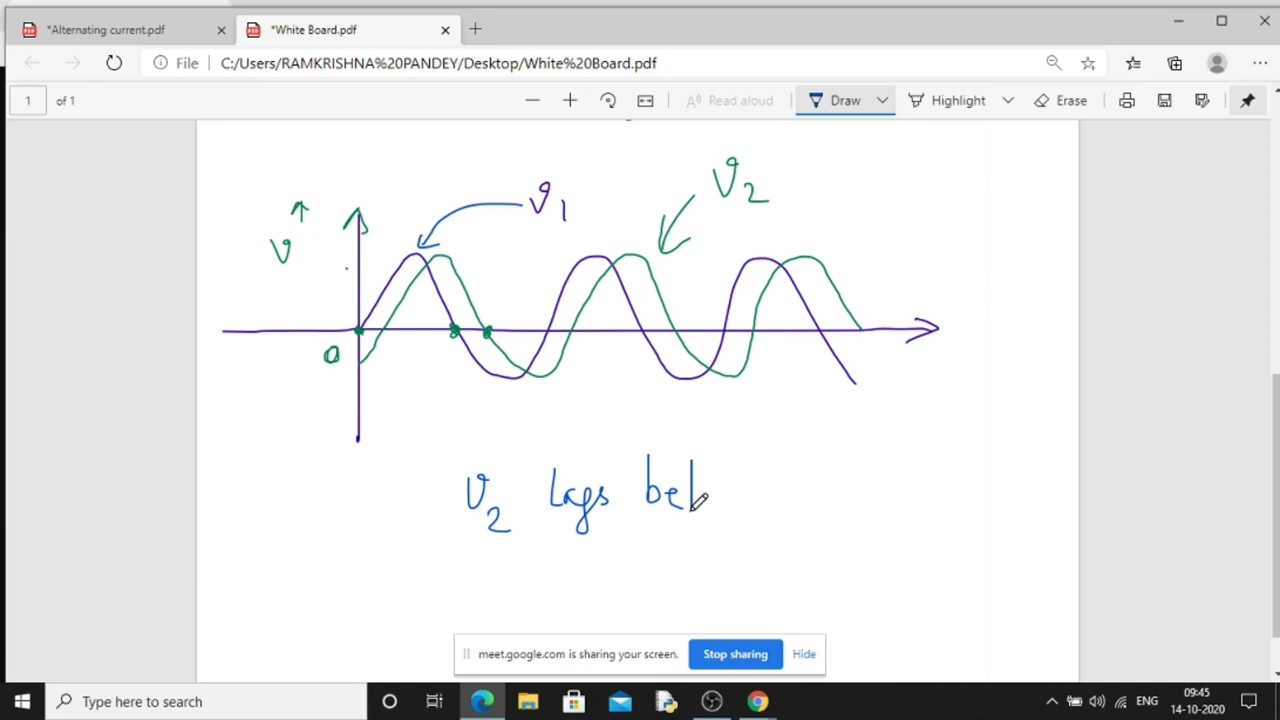 *Alternating current.pdf
*White Board.pdf
File C:/Users/RAMKRISHNA%20PANDEY/Desktop/White%20Board.pdf
1 of 1 Read aloud Draw Highlight Erase
v1
v2
v
0
v2 lags bel
meet.google.com is sharing your screen. Stop sharing Hide
Type here to search
ENG
09:45
14-10-2020